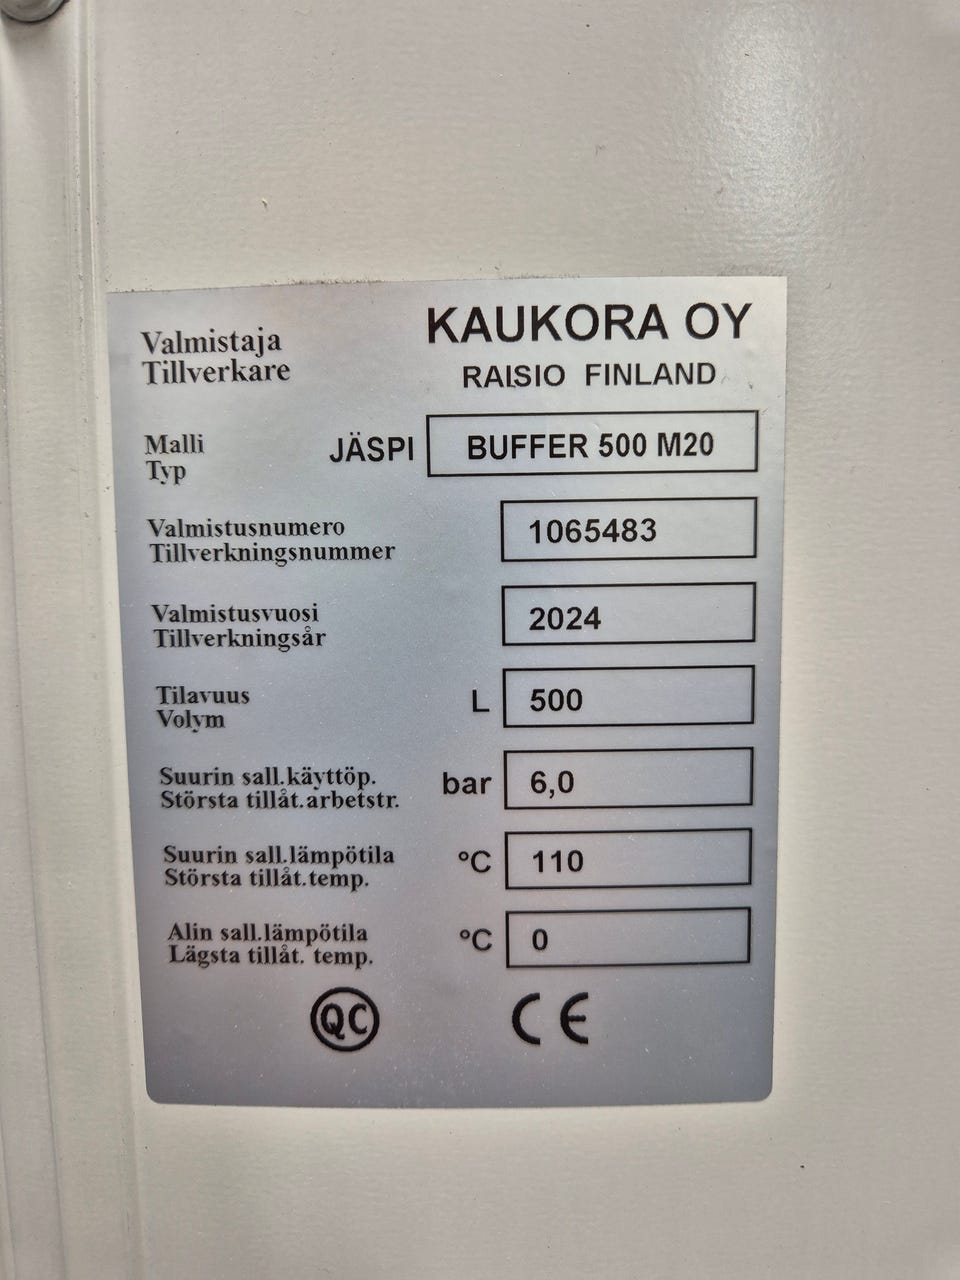 Valmistaja
Tillverkare
KAUKORA OY
RAISIO FINLAND
Malli
Typ
JÄSPI BUFFER 500 M20
Valmistusnumero
Tillverkningsnummer
1065483
Valmistusvuosi
Tillverkningsår
2024
Tilavuus
Volym
L 500
Suurin sall.käyttöp.
Största tillåt.arbetstr.
bar 6,0
Suurin sall.lämpötila
Största tillåt.temp.
°C 110
Alin sall.lämpötila
Lägsta tillåt. temp.
°C 0
QC CE